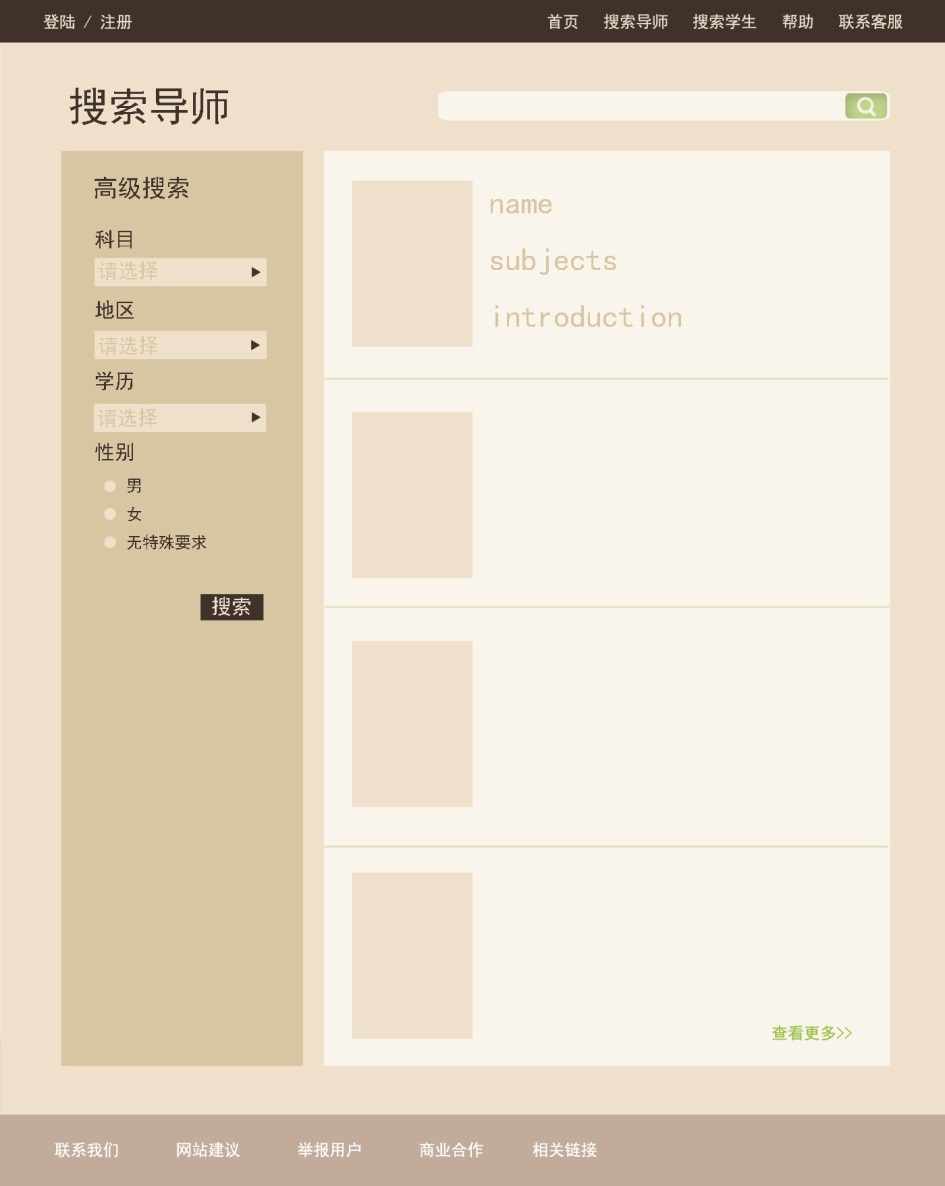 登陆 / 注册 首页 搜索导师 搜索学生 帮助 联系客服
搜索导师
高级搜索
科目
请选择
地区
请选择
学历
请选择
性别
男
女
无特殊要求
搜索
name
subjects
introduction
查看更多>>
联系我们 网站建议 举报用户 商业合作 相关链接